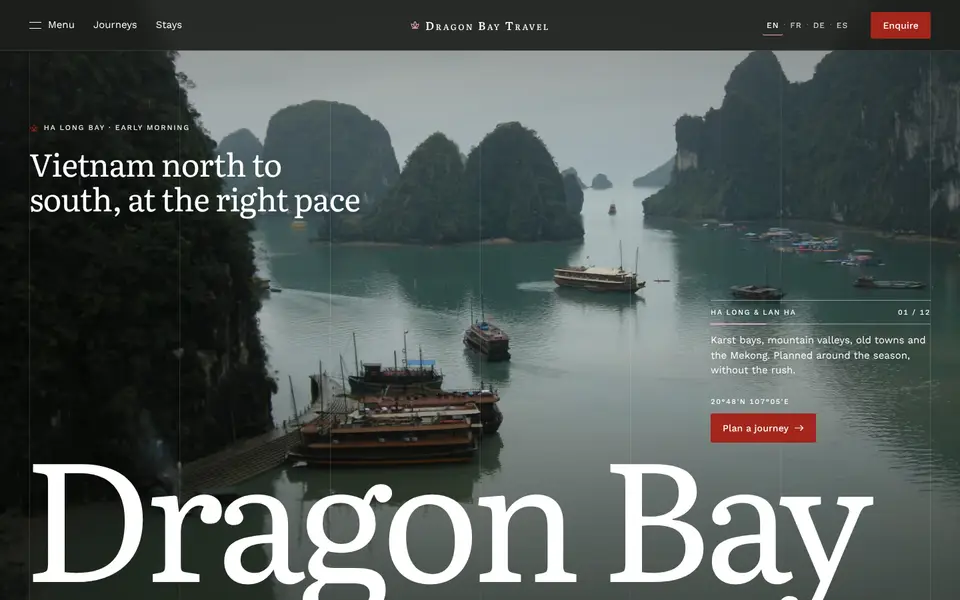 Menu Journeys Stays
Dragon Bay Travel
EN · FR · DE · ES
Enquire
HA LONG BAY · EARLY MORNING
Vietnam north to
south, at the right pace
HA LONG & LAN HA 01 / 12
Karst bays, mountain valleys, old towns and
the Mekong. Planned around the season,
without the rush.
20°48'N 107°05'E
Plan a journey →
Dragon Bay